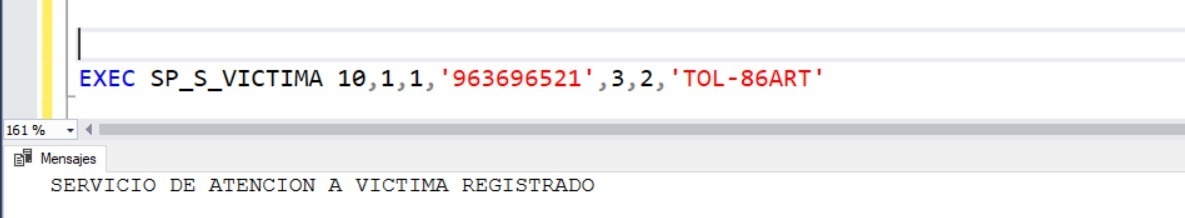 EXEC SP_S_VICTIMA 10,1,1,'963696521',3,2,'TOL-86ART'
161 %
Mensajes
SERVICIO DE ATENCION A VICTIMA REGISTRADO